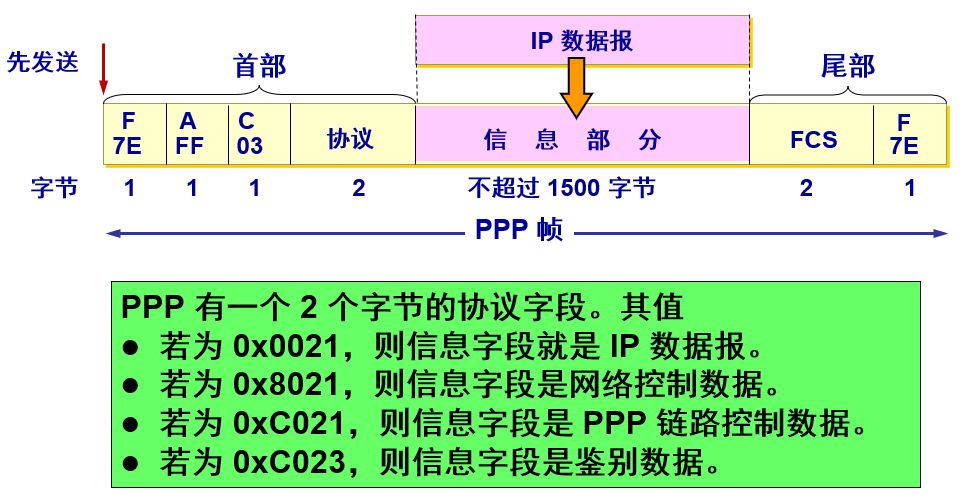 IP 数据报
先发送
首部
尾部
F A C F
7E FF 03 协议 信 息 部 分 FCS 7E
字节 1 1 1 2 不超过 1500 字节 2 1
PPP 帧
PPP 有一个 2 个字节的协议字段。其值
● 若为 0x0021，则信息字段就是 IP 数据报。
● 若为 0x8021，则信息字段是网络控制数据。
● 若为 0xC021，则信息字段是 PPP 链路控制数据。
● 若为 0xC023，则信息字段是鉴别数据。